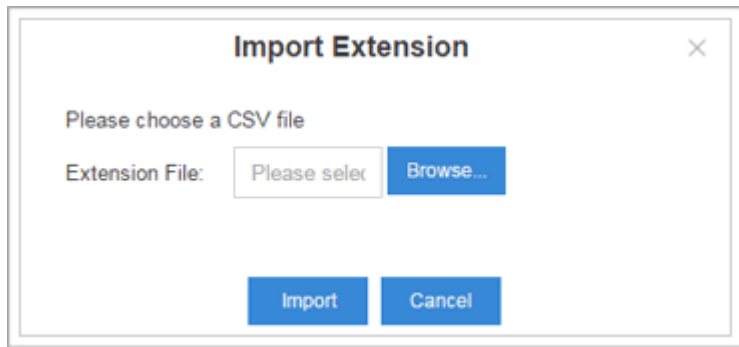 Import Extension
Please choose a CSV file
Extension File: Please selec Browse...
Import Cancel